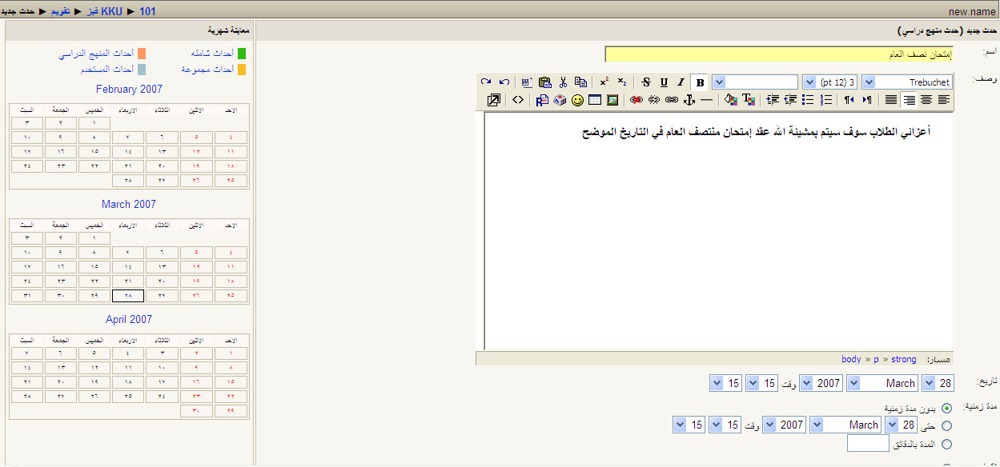 new.name
KKU ► 101 فيز ► تقويم ► حدث جديد
حدث جديد (حدث منهج دراسي)
اسم:
إمتحان نصف العام
وصف:
Trebuchet
3 (12 pt)
B I U S x₂ x²
أعزائي الطلاب سوف سيتم بمشيئة الله عقد إمتحان منتصف العام في التاريخ الموضح
مسار: body » p » strong
تاريخ: 28 March 2007 وقت 15 15
مدة زمنية: بدون مدة زمنية
حتى 28 March 2007 وقت 15 15
المدة بالدقائق
معاينة شهرية
أحداث شاملة أحداث المنهج الدراسي
أحداث مجموعة أحداث المستخدم
February 2007
الاحد الاثنين الثلاثاء الاربعاء الخميس الجمعة السبت
١ ٢ ٣
٤ ٥ ٦ ٧ ٨ ٩ ١٠
١١ ١٢ ١٣ ١٤ ١٥ ١٦ ١٧
١٨ ١٩ ٢٠ ٢١ ٢٢ ٢٣ ٢٤
٢٥ ٢٦ ٢٧ ٢٨
March 2007
الاحد الاثنين الثلاثاء الاربعاء الخميس الجمعة السبت
١ ٢ ٣
٤ ٥ ٦ ٧ ٨ ٩ ١٠
١١ ١٢ ١٣ ١٤ ١٥ ١٦ ١٧
١٨ ١٩ ٢٠ ٢١ ٢٢ ٢٣ ٢٤
٢٥ ٢٦ ٢٧ ٢٨ ٢٩ ٣٠ ٣١
April 2007
الاحد الاثنين الثلاثاء الاربعاء الخميس الجمعة السبت
١ ٢ ٣ ٤ ٥ ٦ ٧
٨ ٩ ١٠ ١١ ١٢ ١٣ ١٤
١٥ ١٦ ١٧ ١٨ ١٩ ٢٠ ٢١
٢٢ ٢٣ ٢٤ ٢٥ ٢٦ ٢٧ ٢٨
٢٩ ٣٠